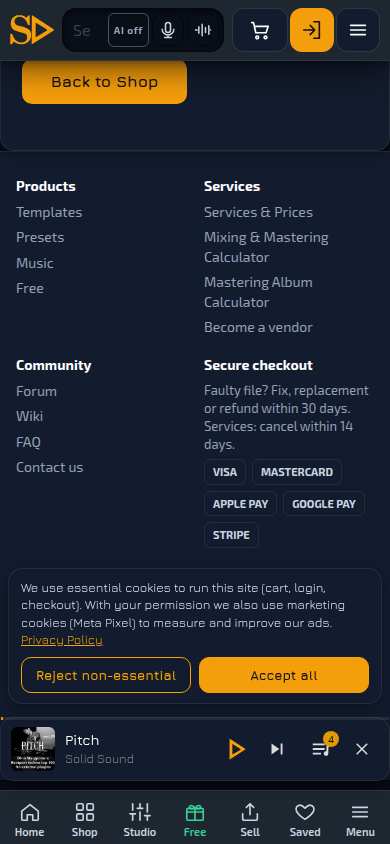 SD
Se
AI off
Back to Shop
Products
Templates
Presets
Music
Free
Services
Services & Prices
Mixing & Mastering
Calculator
Mastering Album
Calculator
Become a vendor
Community
Forum
Wiki
FAQ
Contact us
Secure checkout
Faulty file? Fix, replacement
or refund within 30 days.
Services: cancel within 14
days.
VISA
MASTERCARD
APPLE PAY
GOOGLE PAY
STRIPE
We use essential cookies to run this site (cart, login,
checkout). With your permission we also use marketing
cookies (Meta Pixel) to measure and improve our ads.
Privacy Policy
Reject non-essential
Accept all
PITCH
Pitch
Solid Sound
4
Home
Shop
Studio
Free
Sell
Saved
Menu